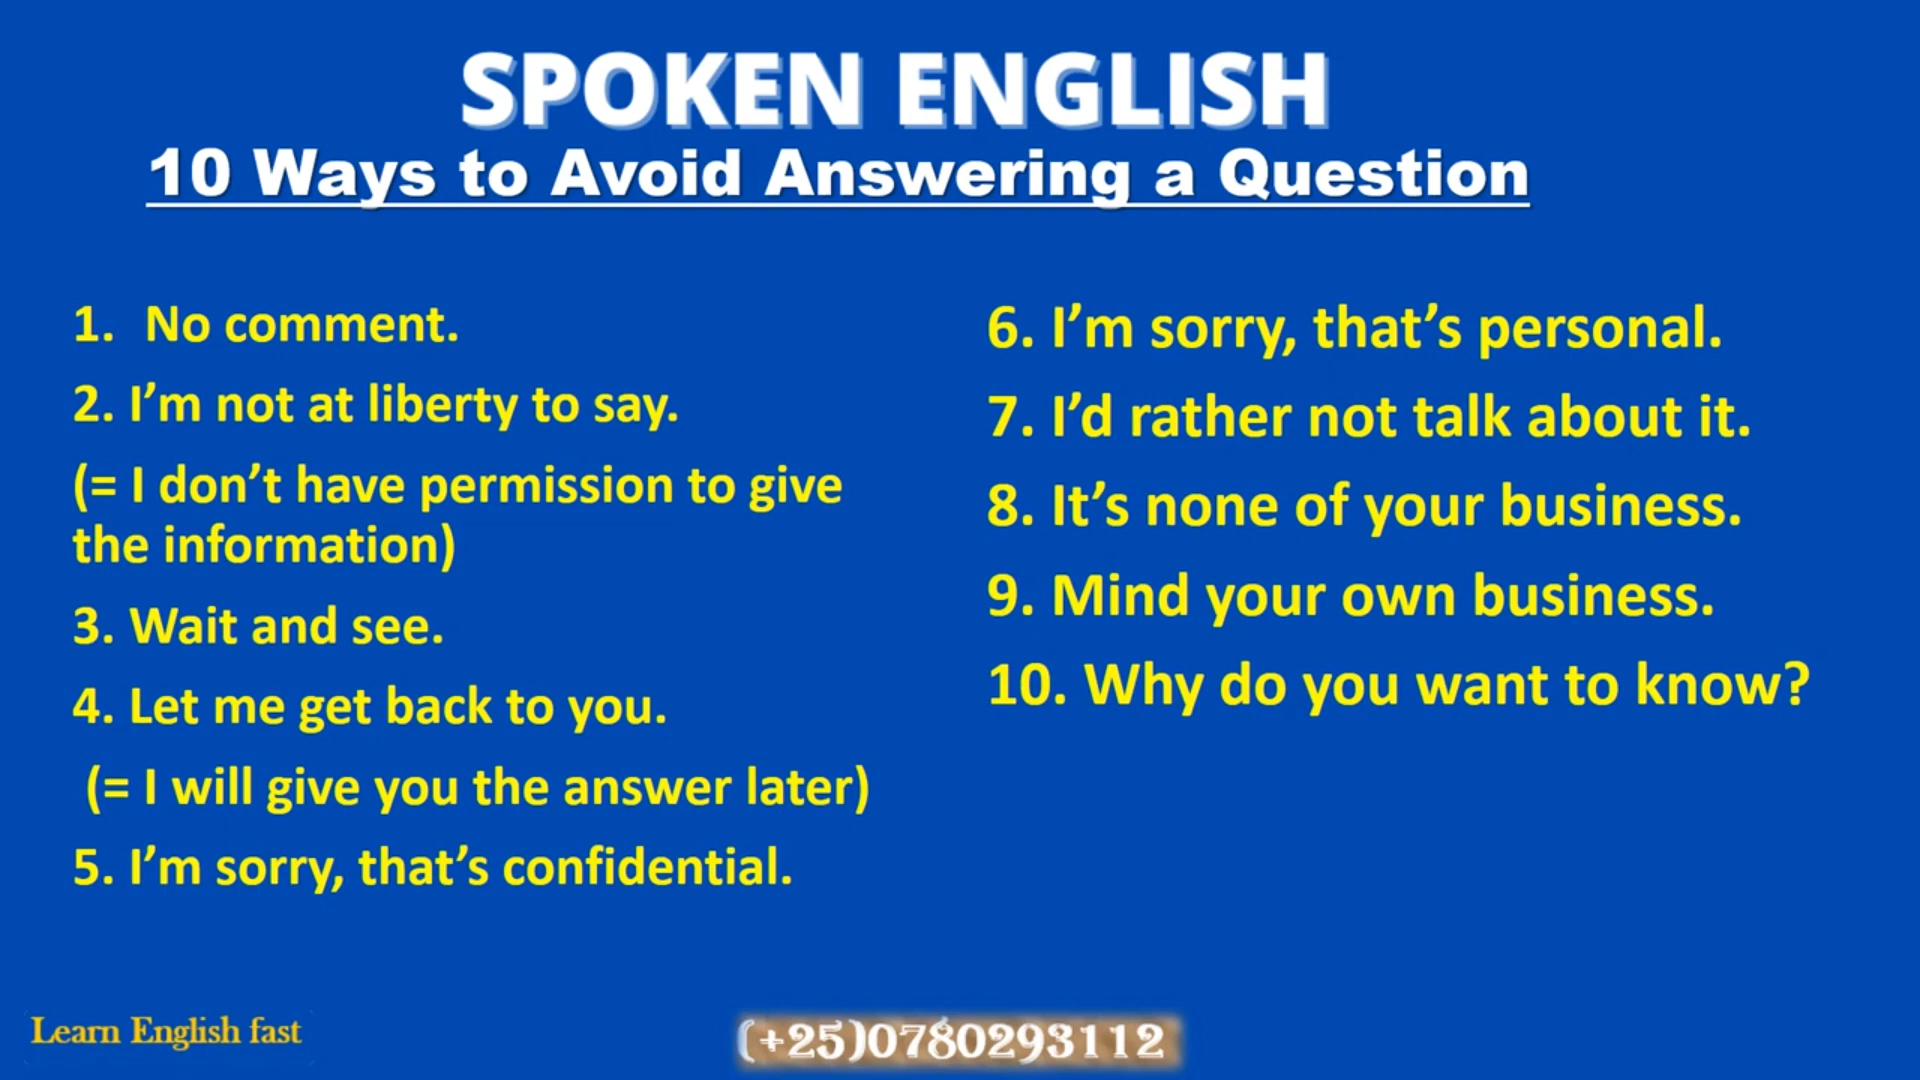 SPOKEN ENGLISH
10 Ways to Avoid Answering a Question
1. No comment.
2. I’m not at liberty to say.
(= I don’t have permission to give
the information)
3. Wait and see.
4. Let me get back to you.
(= I will give you the answer later)
5. I’m sorry, that’s confidential.
6. I’m sorry, that’s personal.
7. I’d rather not talk about it.
8. It’s none of your business.
9. Mind your own business.
10. Why do you want to know?
Learn English fast
(+25)0780293112